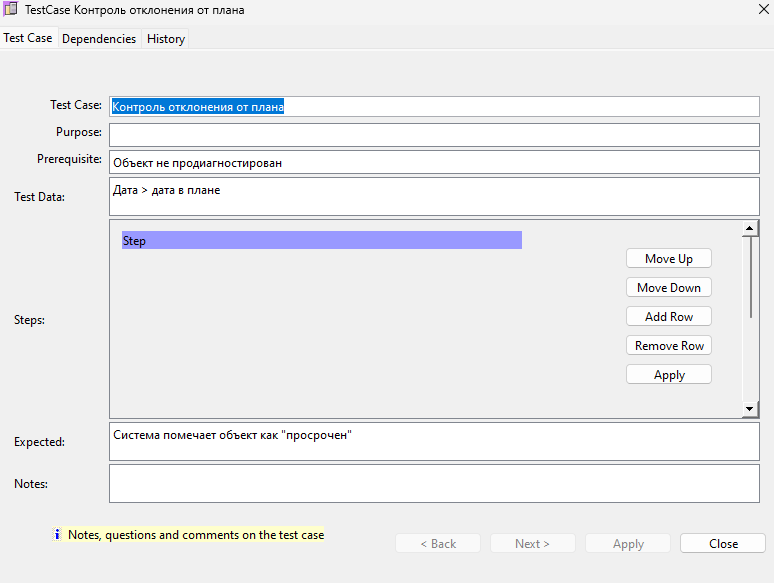 TestCase Контроль отклонения от плана
Test Case Dependencies History
Test Case: Контроль отклонения от плана
Purpose:
Prerequisite: Объект не продиагностирован
Test Data: Дата > дата в плане
Step
Move Up
Move Down
Steps: Add Row
Remove Row
Apply
Expected: Система помечает объект как "просрочен"
Notes:
Notes, questions and comments on the test case
< Back Next > Apply Close